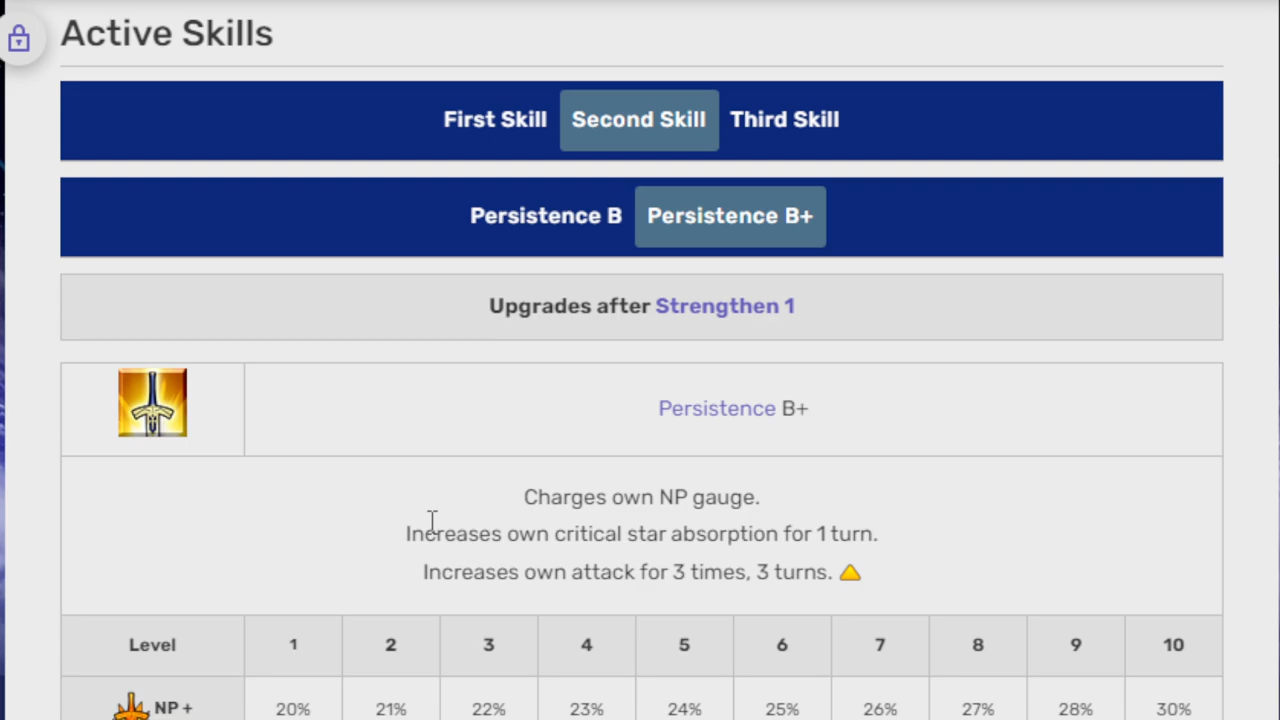 Active Skills
First Skill Second Skill Third Skill
Persistence B Persistence B+
Upgrades after Strengthen 1
Persistence B+
Charges own NP gauge.
Increases own critical star absorption for 1 turn.
Increases own attack for 3 times, 3 turns.
Level 1 2 3 4 5 6 7 8 9 10
NP + 20% 21% 22% 23% 24% 25% 26% 27% 28% 30%